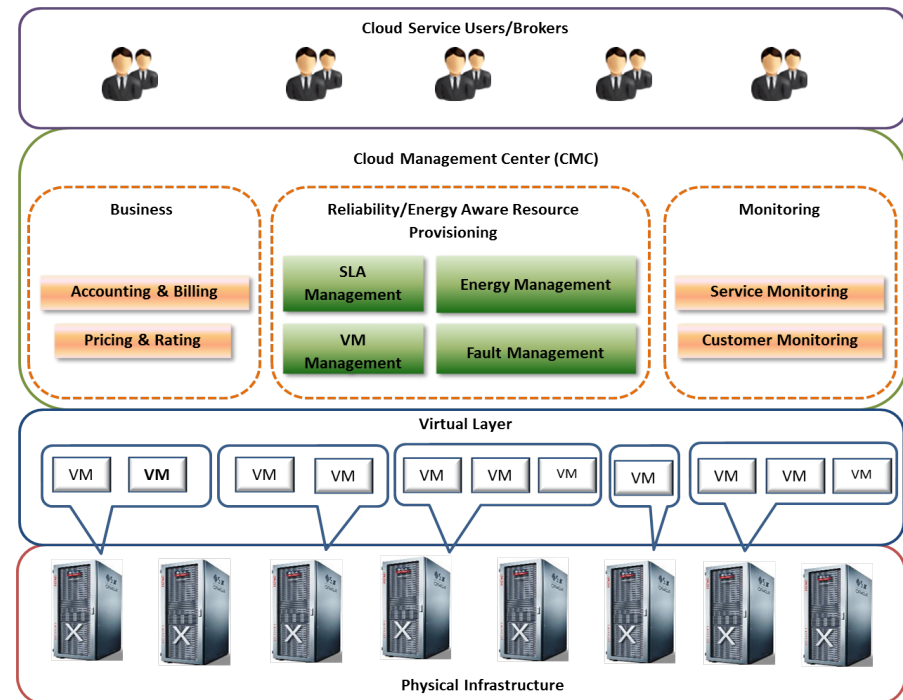 Cloud Service Users/Brokers
Cloud Management Center (CMC)
Business
Accounting & Billing
Pricing & Rating
Reliability/Energy Aware Resource
Provisioning
SLA
Management
Energy Management
VM
Management
Fault Management
Monitoring
Service Monitoring
Customer Monitoring
Virtual Layer
VM
VM
VM
VM
VM
VM
VM
VM
VM
VM
VM
X
X
X
X
X
X
X
X
Physical Infrastructure